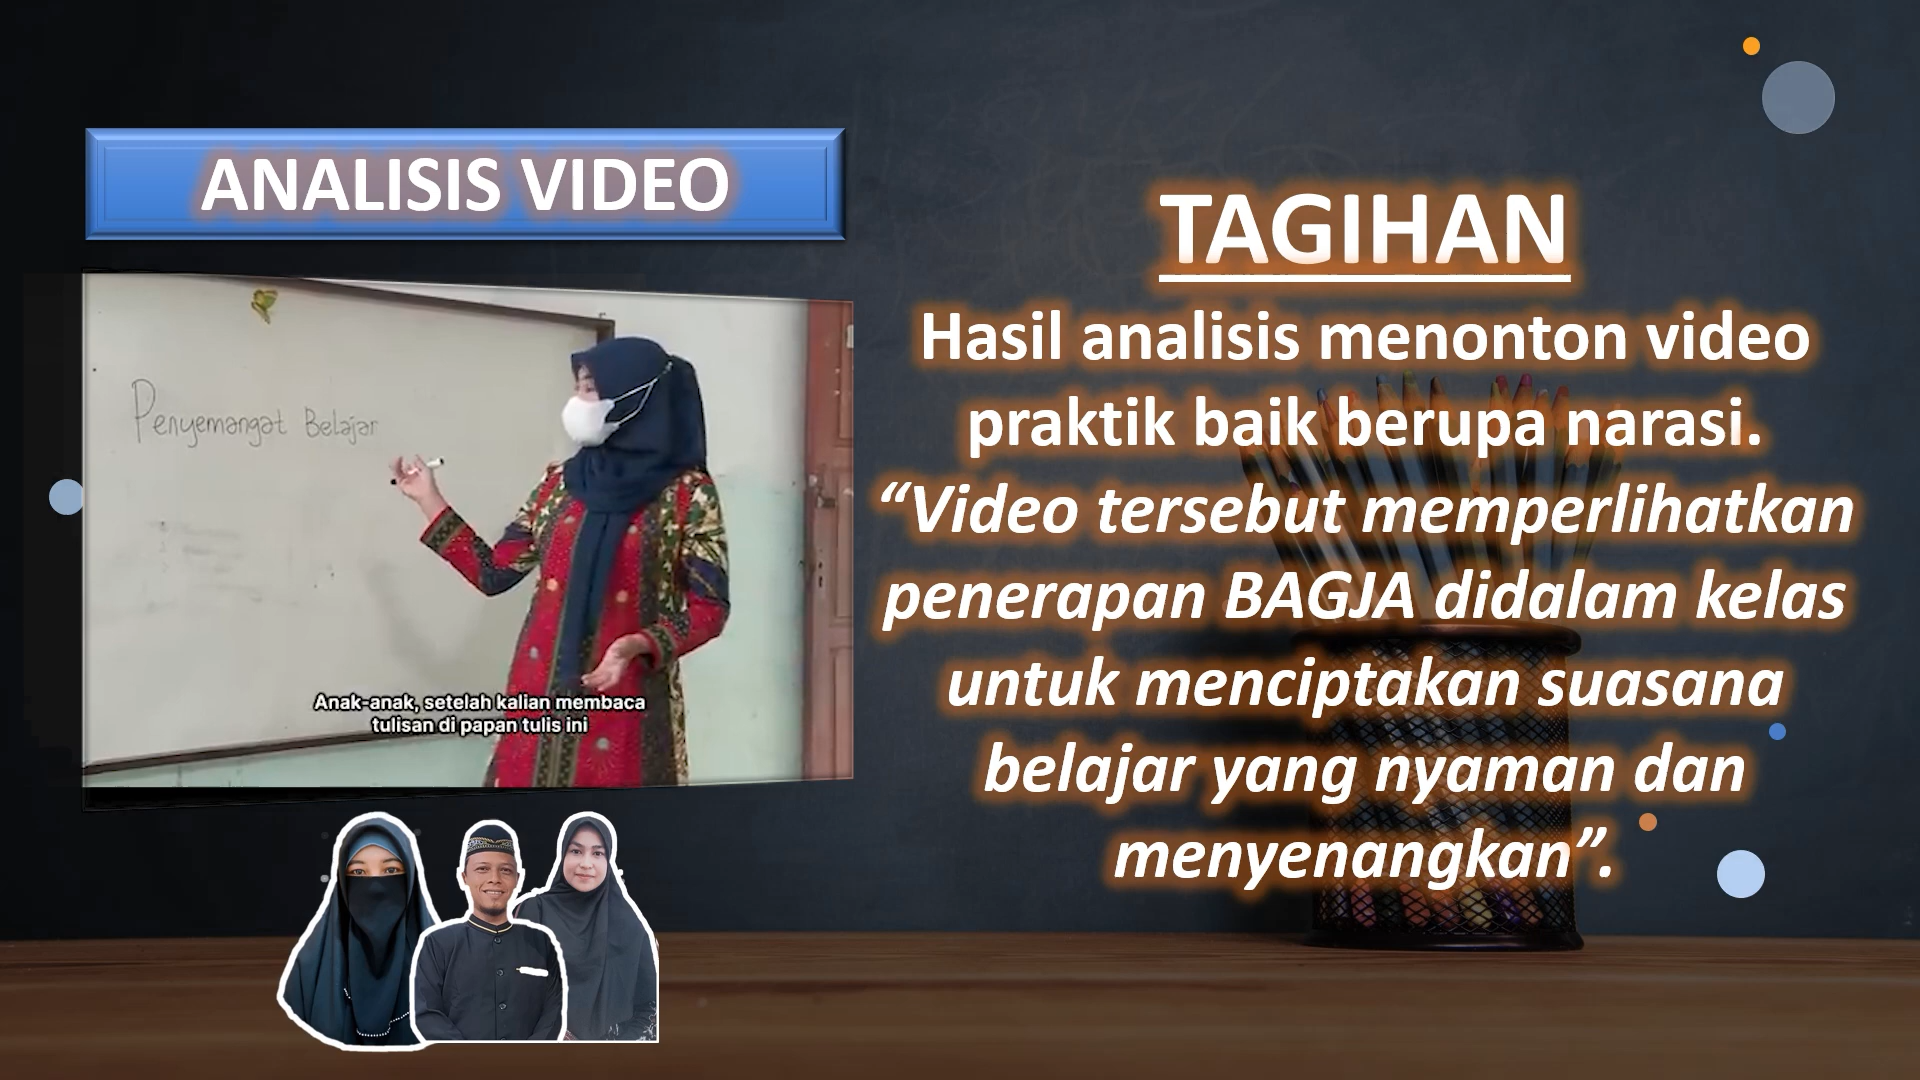 ANALISIS VIDEO
Penyemangat Belajar
Anak-anak, setelah kalian membaca
tulisan di papan tulis ini
TAGIHAN
Hasil analisis menonton video
praktik baik berupa narasi.
“Video tersebut memperlihatkan
penerapan BAGJA didalam kelas
untuk menciptakan suasana
belajar yang nyaman dan
menyenangkan”.